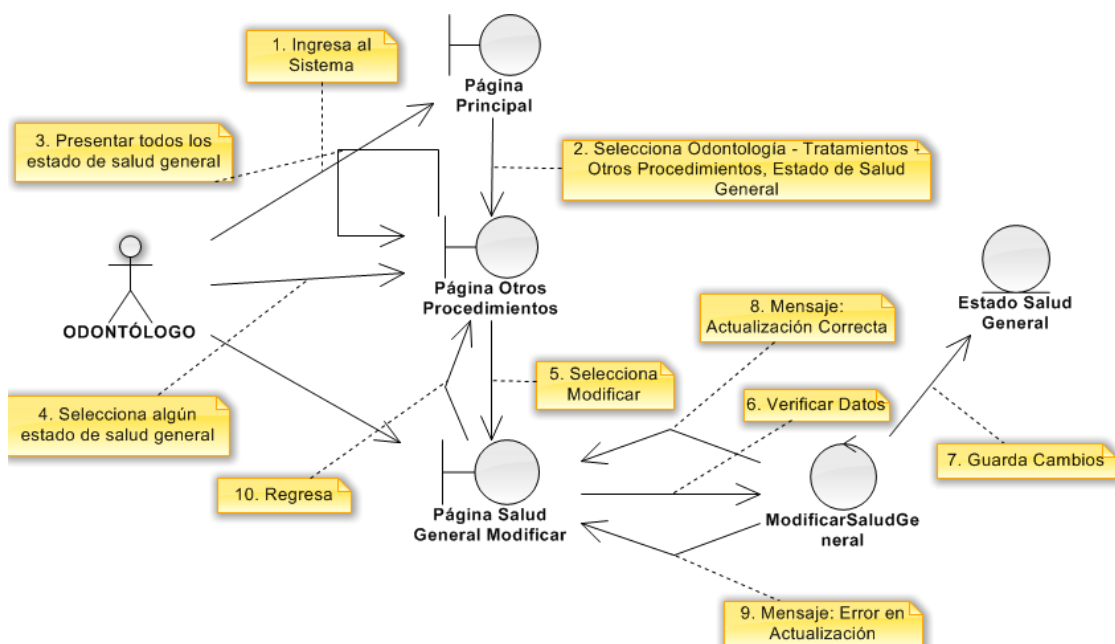 1. Ingresa al
Sistema
Página
Principal
3. Presentar todos los
estado de salud general
2. Selecciona Odontología - Tratamientos -
Otros Procedimientos, Estado de Salud
General
ODONTÓLOGO
Página Otros
Procedimientos
Estado Salud
General
8. Mensaje:
Actualización Correcta
5. Selecciona
Modificar
6. Verificar Datos
4. Selecciona algún
estado de salud general
7. Guarda Cambios
10. Regresa
Página Salud
General Modificar
ModificarSaludGe
neral
9. Mensaje: Error en
Actualización